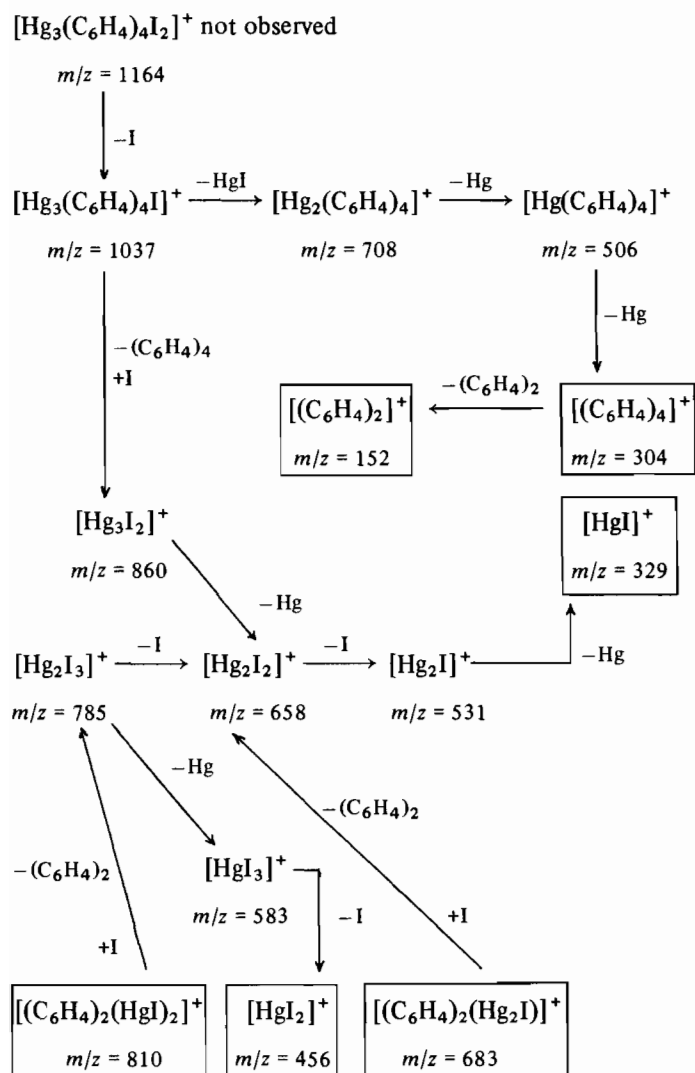 [Hg₃(C₆H₄)₄I₂]⁺ not observed
m/z = 1164
−I
[Hg₃(C₆H₄)₄I]⁺ −HgI [Hg₂(C₆H₄)₄]⁺ −Hg [Hg(C₆H₄)₄]⁺
m/z = 1037 m/z = 708 m/z = 506
−Hg
−(C₆H₄)₄
+I
[(C₆H₄)₂]⁺ −(C₆H₄)₂ [(C₆H₄)₄]⁺
m/z = 152 m/z = 304
[Hg₃I₂]⁺ [HgI]⁺
m/z = 860 m/z = 329
−Hg
[Hg₂I₃]⁺ −I [Hg₂I₂]⁺ −I [Hg₂I]⁺ −Hg
m/z = 785 m/z = 658 m/z = 531
−Hg
−(C₆H₄)₂
−(C₆H₄)₂ [HgI₃]⁺
m/z = 583 −I
+I +I
[(C₆H₄)₂(HgI)₂]⁺ [HgI₂]⁺ [(C₆H₄)₂(Hg₂I)]⁺
m/z = 810 m/z = 456 m/z = 683